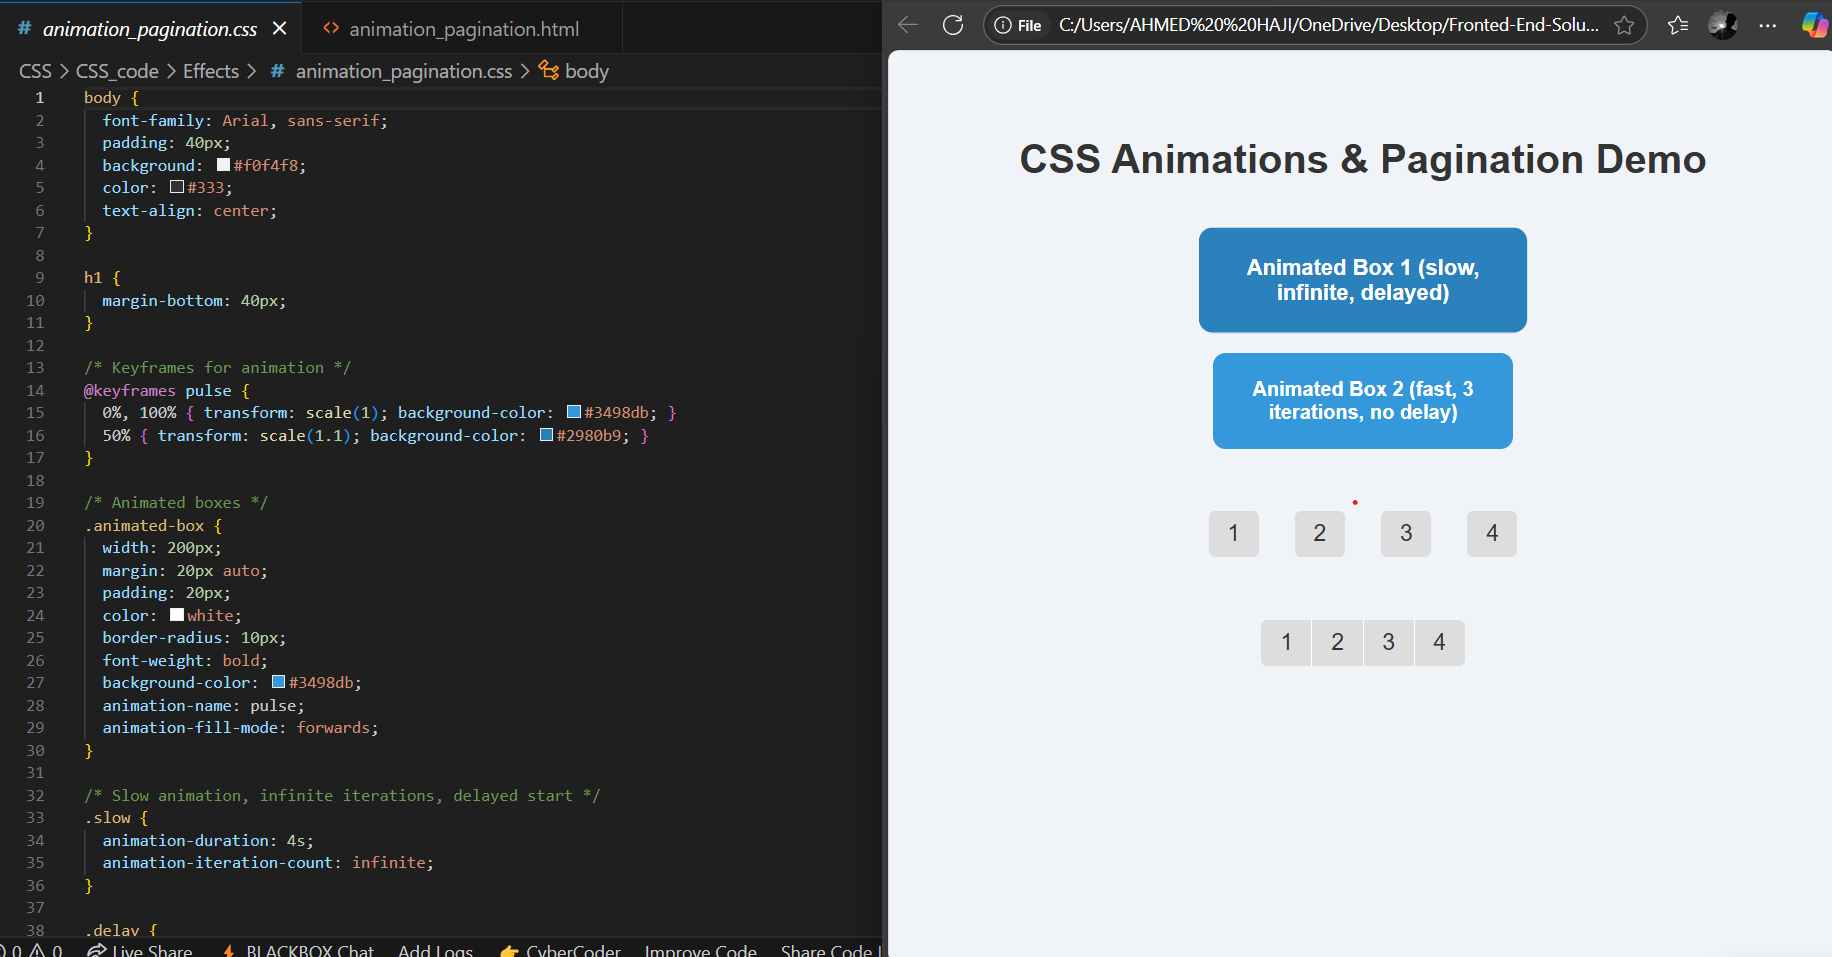 # animation_pagination.css ×
<> animation_pagination.html
CSS > CSS_code > Effects > # animation_pagination.css > body
1 body {
2 font-family: Arial, sans-serif;
3 padding: 40px;
4 background: #f0f4f8;
5 color: #333;
6 text-align: center;
7 }
8
9 h1 {
10 margin-bottom: 40px;
11 }
12
13 /* Keyframes for animation */
14 @keyframes pulse {
15 0%, 100% { transform: scale(1); background-color: #3498db; }
16 50% { transform: scale(1.1); background-color: #2980b9; }
17 }
18
19 /* Animated boxes */
20 .animated-box {
21 width: 200px;
22 margin: 20px auto;
23 padding: 20px;
24 color: white;
25 border-radius: 10px;
26 font-weight: bold;
27 background-color: #3498db;
28 animation-name: pulse;
29 animation-fill-mode: forwards;
30 }
31
32 /* Slow animation, infinite iterations, delayed start */
33 .slow {
34 animation-duration: 4s;
35 animation-iteration-count: infinite;
36 }
37
38 .delay {
0 0 Live Share BLACKBOX Chat Add Logs CyberCoder Improve Code Share Code
File C:/Users/AHMED%20%20HAJI/OneDrive/Desktop/Fronted-End-Solu...
CSS Animations & Pagination Demo
Animated Box 1 (slow,
infinite, delayed)
Animated Box 2 (fast, 3
iterations, no delay)
1 2 3 4
1 2 3 4